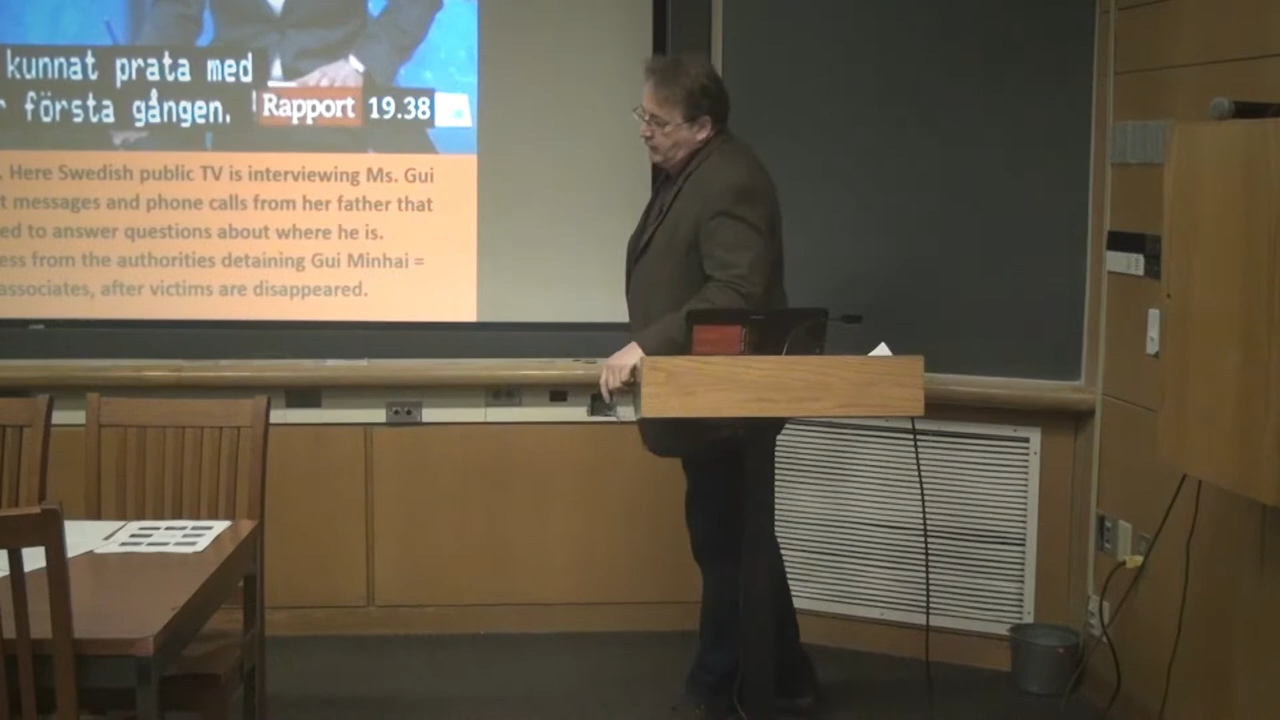 kunnat prata med
r första gången.
Rapport 19.38
. Here Swedish public TV is interviewing Ms. Gui
t messages and phone calls from her father that
ed to answer questions about where he is.
ess from the authorities detaining Gui Minhai =
associates, after victims are disappeared.